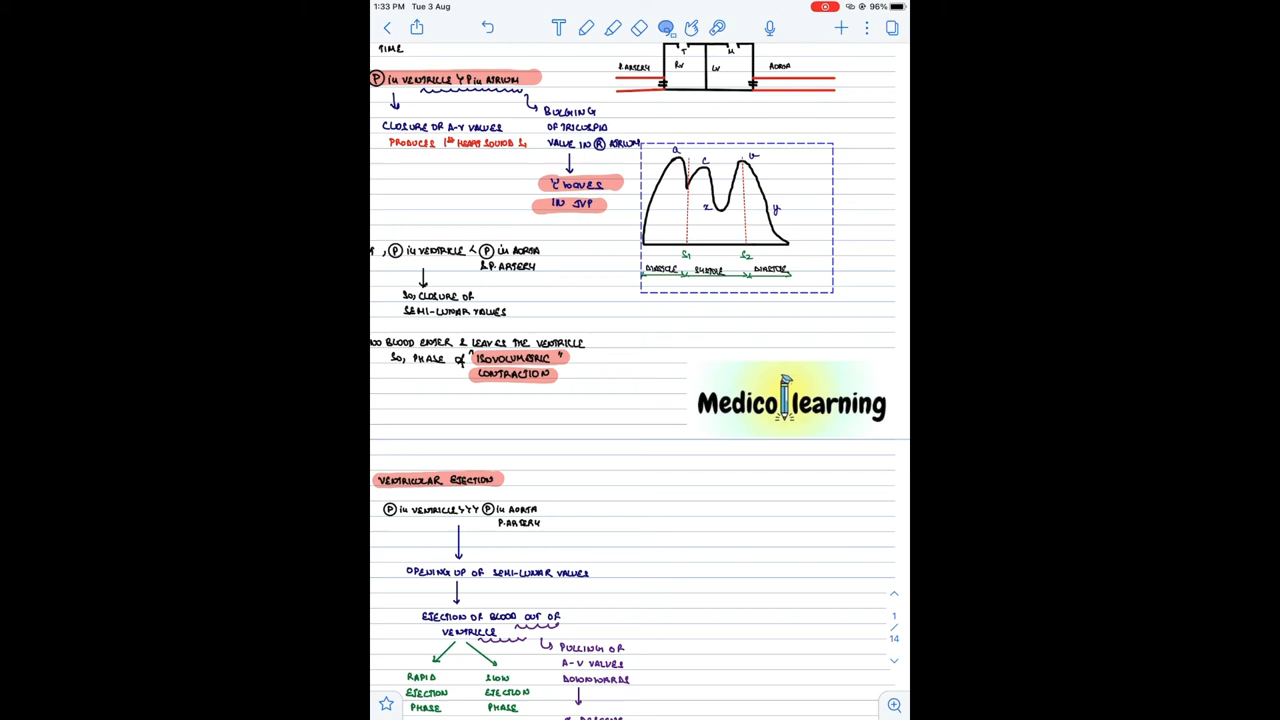 1:33 PM Tue 3 Aug
96%
TIME
P in VENTRICLE > P in ATRIUM
CLOSURE OF A-V VALVES
PRODUCES 1st HEART SOUND S1
BULGING
OF TRICUSPID
VALVE IN R ATRIUM
WAVES
IN JVP
T
M
RV
LV
P.ARTERY
AORTA
a
c
v
x
y
S1
S2
DIASTOLE
SYSTOLE
DIASTOLE
, P in VENTRICLE < P in AORTA
& P.ARTERY
SO, CLOSURE OF
SEMI-LUNAR VALVES
NO BLOOD ENTER & LEAVES THE VENTRICLE
SO, PHASE OF "ISOVOLUMETRIC"
CONTRACTION
Medico learning
VENTRICULAR EJECTION
P in VENTRICLE >>> P in AORTA
P.ARTERY
OPENING UP OF SEMI-LUNAR VALVES
EJECTION OF BLOOD OUT OF
VENTRICLE
PULLING OF
A-V VALVES
DOWNWARDS
RAPID
EJECTION
PHASE
SLOW
EJECTION
PHASE
1
/
14